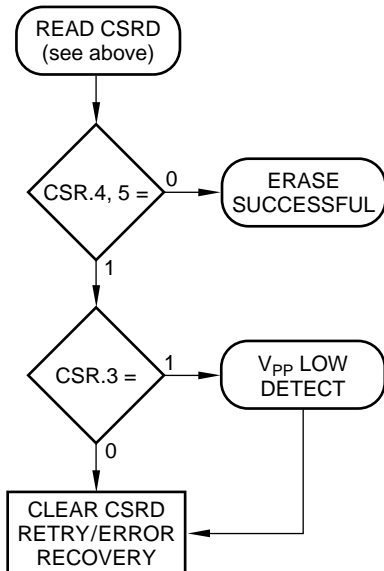 READ CSRD
(see above)
CSR.4, 5 =
0
ERASE
SUCCESSFUL
1
CSR.3 =
1
VPP LOW
DETECT
0
CLEAR CSRD
RETRY/ERROR
RECOVERY